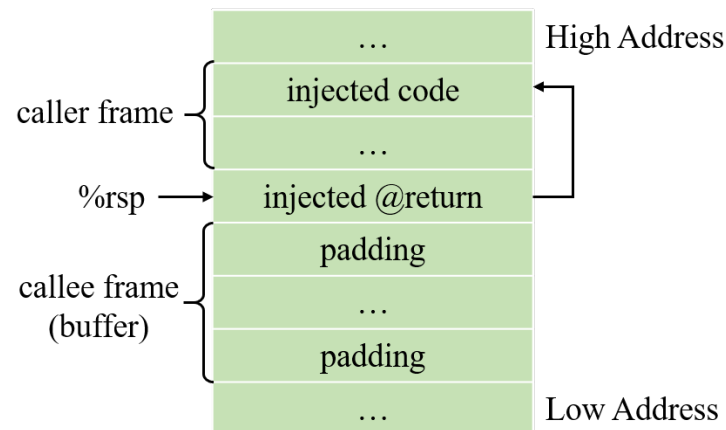 …
High Address
injected code
caller frame
…
%rsp
injected @return
padding
callee frame
(buffer)
…
padding
…
Low Address